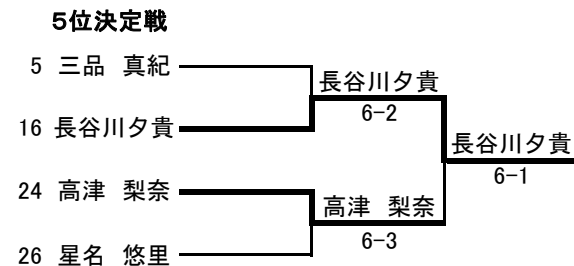 5位決定戦
5 三品 真紀
長谷川夕貴
6-2
16 長谷川夕貴
長谷川夕貴
6-1
24 高津 梨奈
高津 梨奈
6-3
26 星名 悠里